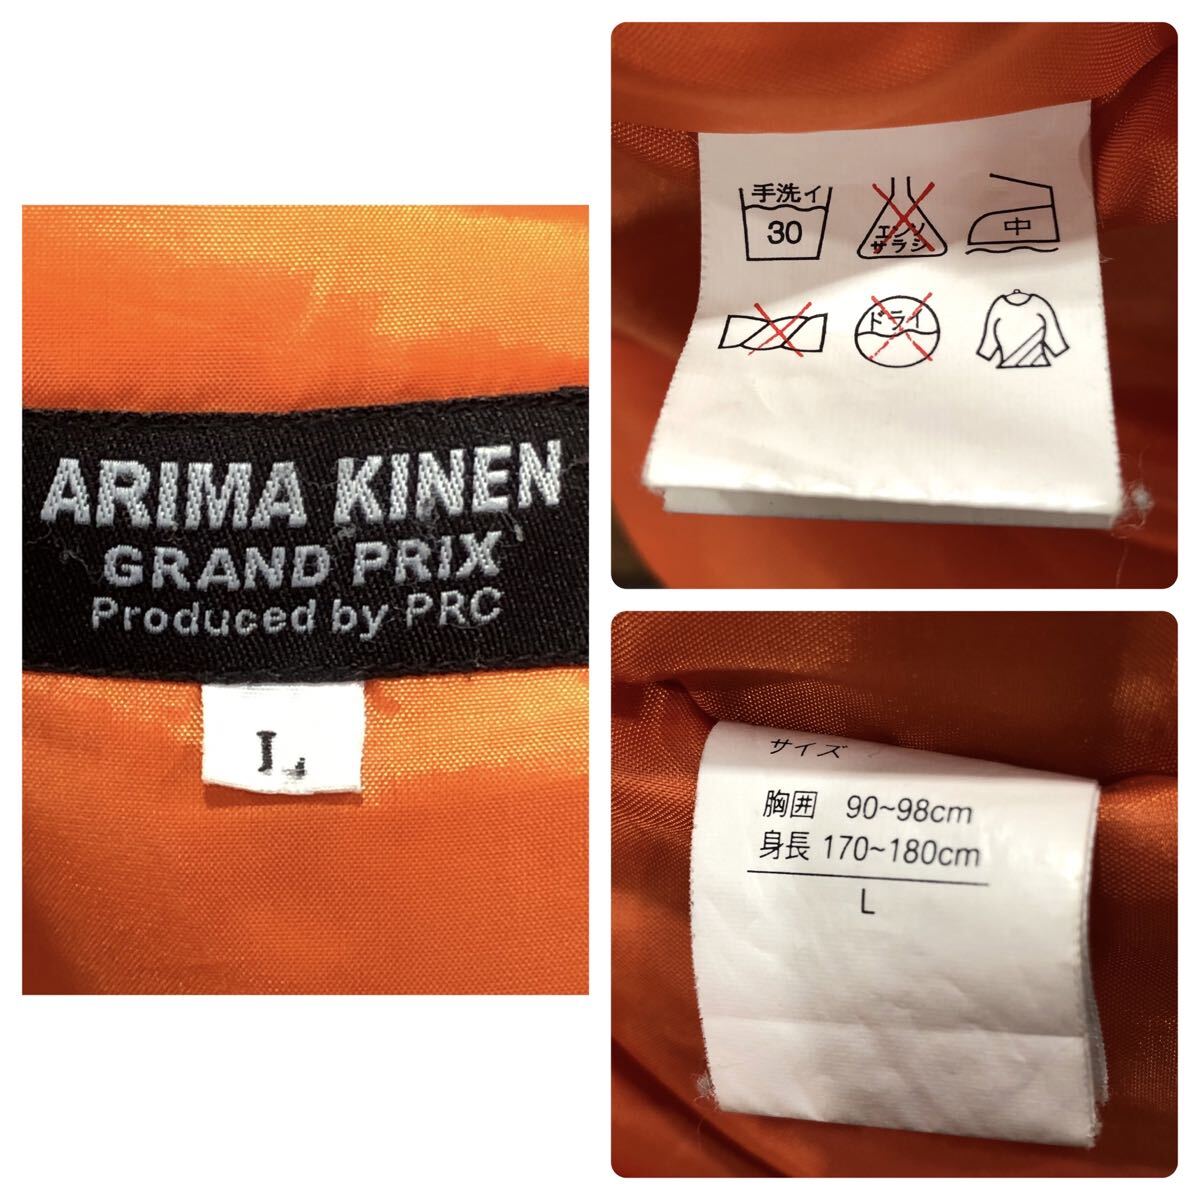 ARIMA KINEN
GRAND PRIX
Produced by PRC
L
手洗イ
30
エンソ
サラシ
中
ドライ
サイズ
胸囲 90~98cm
身長 170~180cm
L